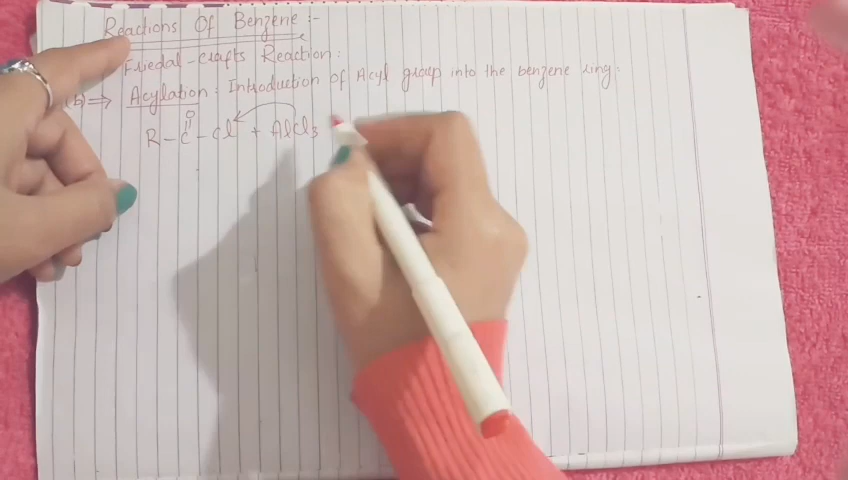 Reactions Of Benzene :-
Friedal-crafts Reaction:
(b) ⇒ Acylation : Introduction of Acyl group into the benzene ring:
O
R - C - Cl + AlCl3